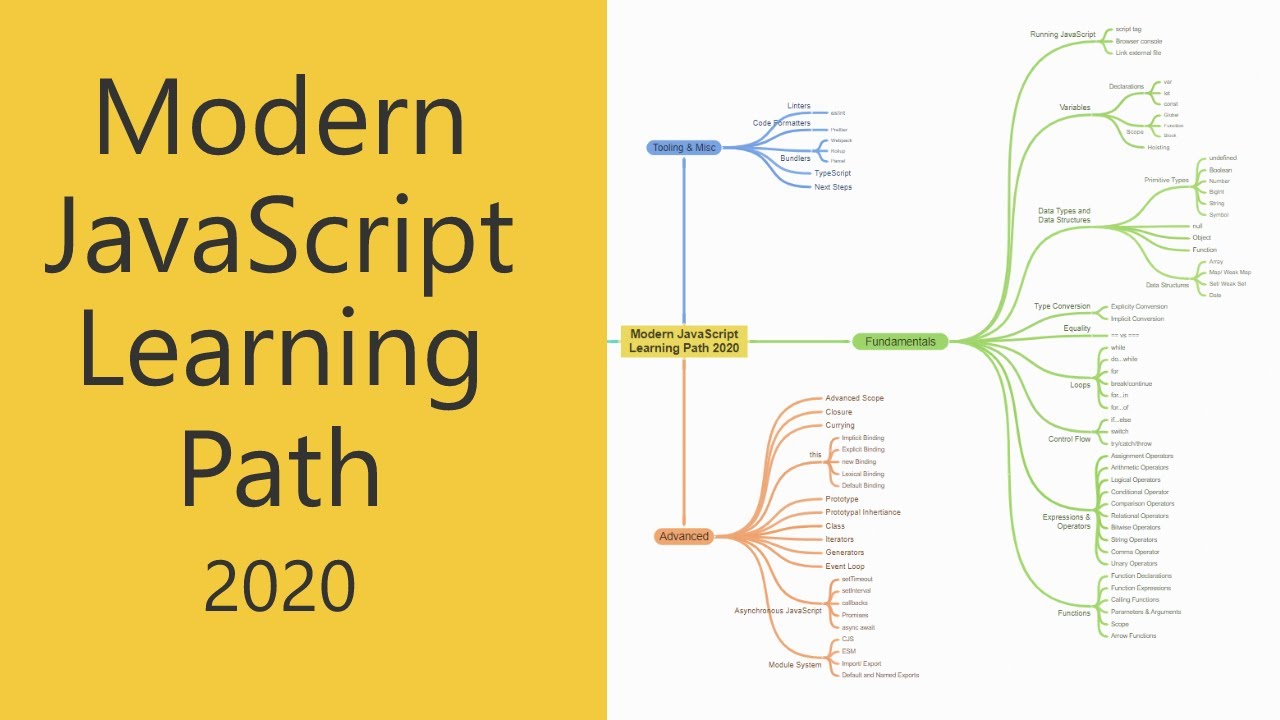 Modern
JavaScript
Learning
Path
2020
Tooling & Misc
Linters
eslint
Code Formatters
Prettier
Bundlers
Webpack
Rollup
Parcel
TypeScript
Next Steps
Modern JavaScript
Learning Path 2020
Fundamentals
Running JavaScript
script tag
Browser console
Link external file
Variables
Declarations
var
let
const
Scope
Global
Function
Block
Hoisting
Data Types and
Data Structures
Primitive Types
undefined
Boolean
Number
BigInt
String
Symbol
null
Object
Function
Data Structures
Array
Map/ Weak Map
Set/ Weak Set
Date
Type Conversion
Explicity Conversion
Implicit Conversion
Equality
== vs ===
Loops
while
do...while
for
break/continue
for...in
for...of
Control Flow
if...else
switch
try/catch/throw
Expressions &
Operators
Assignment Operators
Arithmetic Operators
Logical Operators
Conditional Operator
Comparison Operators
Relational Operators
Bitwise Operators
String Operators
Comma Operator
Unary Operators
Functions
Function Declarations
Function Expressions
Calling Functions
Parameters & Arguments
Scope
Arrow Functions
Advanced
Advanced Scope
Closure
Currying
this
Implicit Binding
Explicit Binding
new Binding
Lexical Binding
Default Binding
Prototype
Prototypal Inhertiance
Class
Iterators
Generators
Event Loop
Asynchronous JavaScript
setTimeout
setInterval
callbacks
Promises
async await
Module System
CJS
ESM
Import/ Export
Default and Named Exports